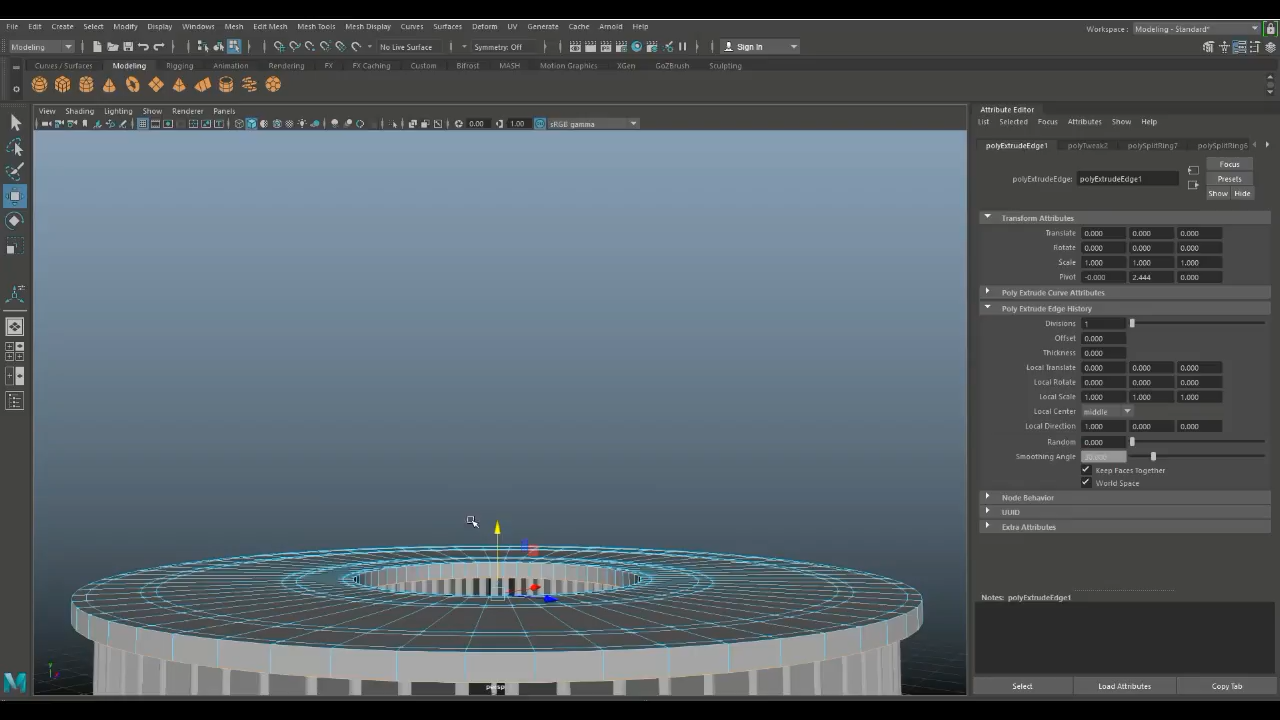 File Edit Create Select Modify Display Windows Mesh Edit Mesh Mesh Tools Mesh Display Curves Surfaces Deform UV Generate Cache Arnold Help
Workspace: Modeling - Standard*
Modeling No Live Surface Symmetry: Off Sign In
Curves / Surfaces Modeling Rigging Animation Rendering FX FX Caching Custom Bifrost MASH Motion Graphics XGen GoZBrush Sculpting
View Shading Lighting Show Renderer Panels
0.00 1.00 sRGB gamma
Attribute Editor
List Selected Focus Attributes Show Help
polyExtrudeEdge1 polyTweak2 polySplitRing7 polySplitRing6
Focus
polyExtrudeEdge: polyExtrudeEdge1 Presets
Show Hide
Transform Attributes
Translate 0.000 0.000 0.000
Rotate 0.000 0.000 0.000
Scale 1.000 1.000 1.000
Pivot -0.000 2.444 0.000
Poly Extrude Curve Attributes
Poly Extrude Edge History
Divisions 1
Offset 0.000
Thickness 0.000
Local Translate 0.000 0.000 0.000
Local Rotate 0.000 0.000 0.000
Local Scale 1.000 1.000 1.000
Local Center middle
Local Direction 1.000 0.000 0.000
Random 0.000
Smoothing Angle
Keep Faces Together
World Space
Node Behavior
UUID
Extra Attributes
Notes: polyExtrudeEdge1
persp
Select Load Attributes Copy Tab